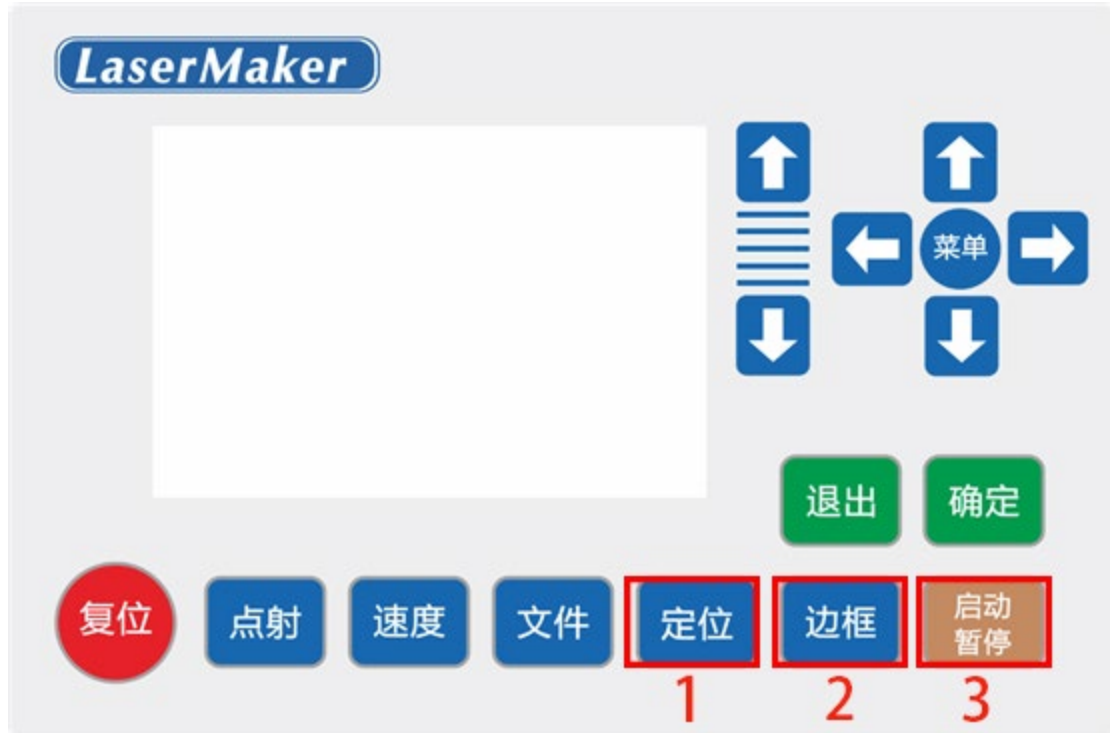 LaserMaker
菜单
退出
确定
复位
点射
速度
文件
定位
边框
启动
暂停
1
2
3